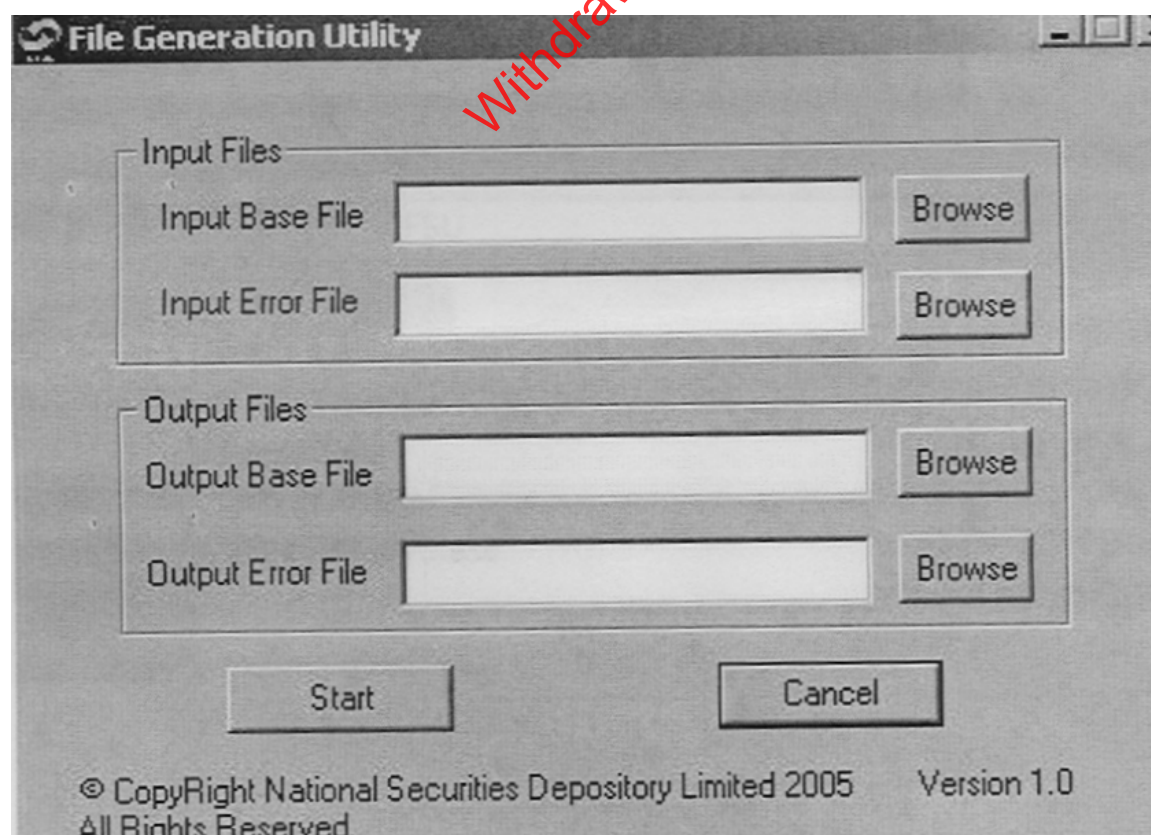 File Generation Utility
Input Files
Input Base File
Browse
Input Error File
Browse
Output Files
Output Base File
Browse
Output Error File
Browse
Start
Cancel
© CopyRight National Securities Depository Limited 2005 Version 1.0
All Rights Reserved